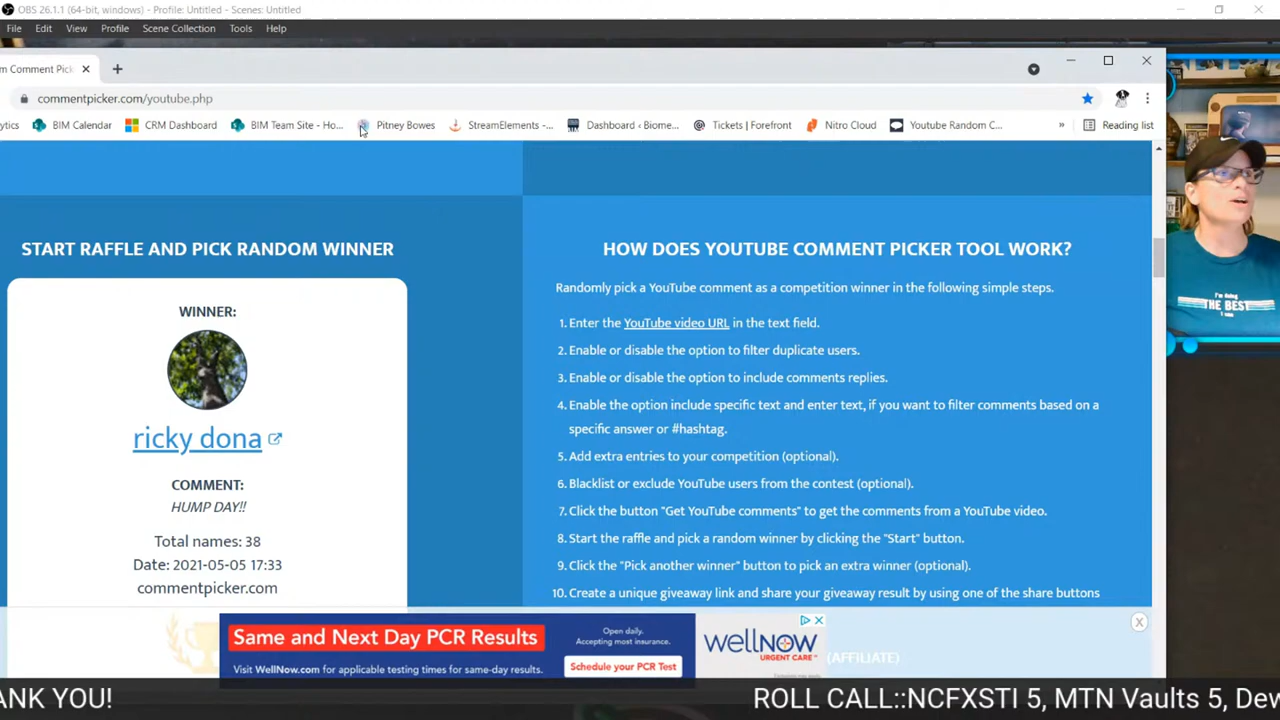 OBS 26.1.1 (64-bit, windows) - Profile: Untitled - Scenes: Untitled
File Edit View Profile Scene Collection Tools Help
m Comment Pick
commentpicker.com/youtube.php
ytics BIM Calendar CRM Dashboard BIM Team Site - Ho... Pitney Bowes StreamElements -... Dashboard ‹ Biome... Tickets | Forefront Nitro Cloud Youtube Random C... » Reading list
START RAFFLE AND PICK RANDOM WINNER
WINNER:
ricky dona
COMMENT:
HUMP DAY!!
Total names: 38
Date: 2021-05-05 17:33
commentpicker.com
HOW DOES YOUTUBE COMMENT PICKER TOOL WORK?
Randomly pick a YouTube comment as a competition winner in the following simple steps.
1. Enter the YouTube video URL in the text field.
2. Enable or disable the option to filter duplicate users.
3. Enable or disable the option to include comments replies.
4. Enable the option include specific text and enter text, if you want to filter comments based on a
specific answer or #hashtag.
5. Add extra entries to your competition (optional).
6. Blacklist or exclude YouTube users from the contest (optional).
7. Click the button "Get YouTube comments" to get the comments from a YouTube video.
8. Start the raffle and pick a random winner by clicking the "Start" button.
9. Click the "Pick another winner" button to pick an extra winner (optional).
10. Create a unique giveaway link and share your giveaway result by using one of the share buttons
(AFFILIATE)
Same and Next Day PCR Results
Visit WellNow.com for applicable testing times for same-day results.
Open daily.
Accepting most insurance.
Schedule your PCR Test
wellnow
URGENT CARE
I'm doing
THE BEST
I can
ANK YOU!
ROLL CALL::NCFXSTI 5, MTN Vaults 5, Dew